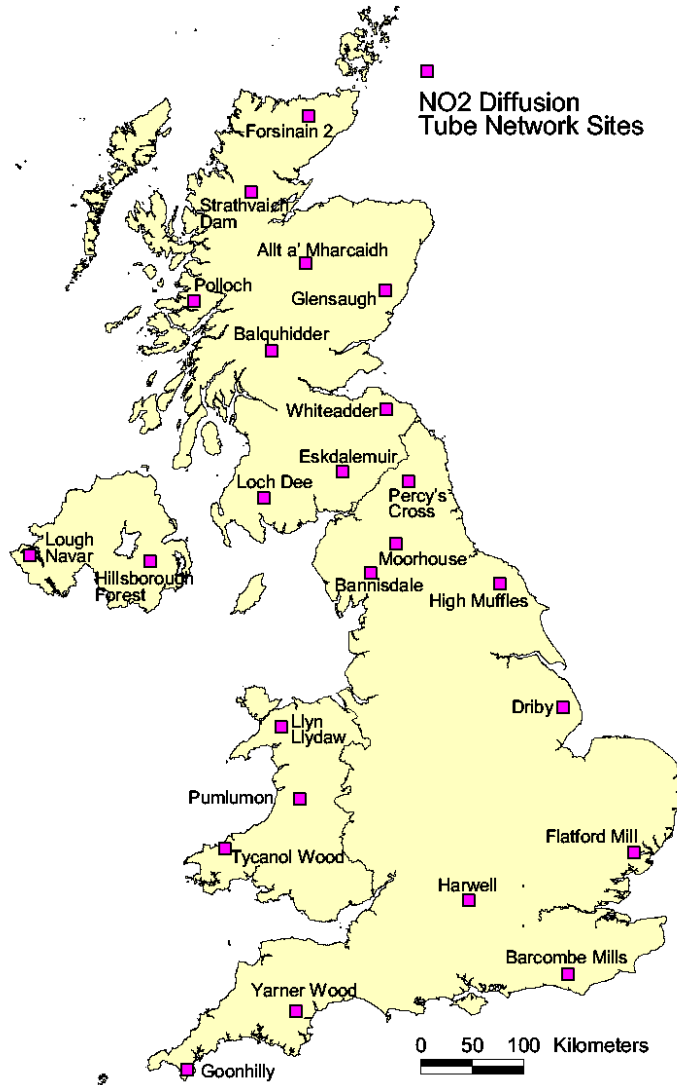 NO2 Diffusion
Tube Network Sites
Forsinain 2
Strathvaich
Dam
Allt a' Mharcaidh
Polloch
Glensaugh
Balquhidder
Whiteadder
Eskdalemuir
Loch Dee
Percy's
Cross
Lough
Navar
Moorhouse
Hillsborough
Forest
Bannisdale
High Muffles
Driby
Llyn
Llydaw
Pumlumon
Flatford Mill
Tycanol Wood
Harwell
Barcombe Mills
Yarner Wood
0 50 100 Kilometers
Goonhilly